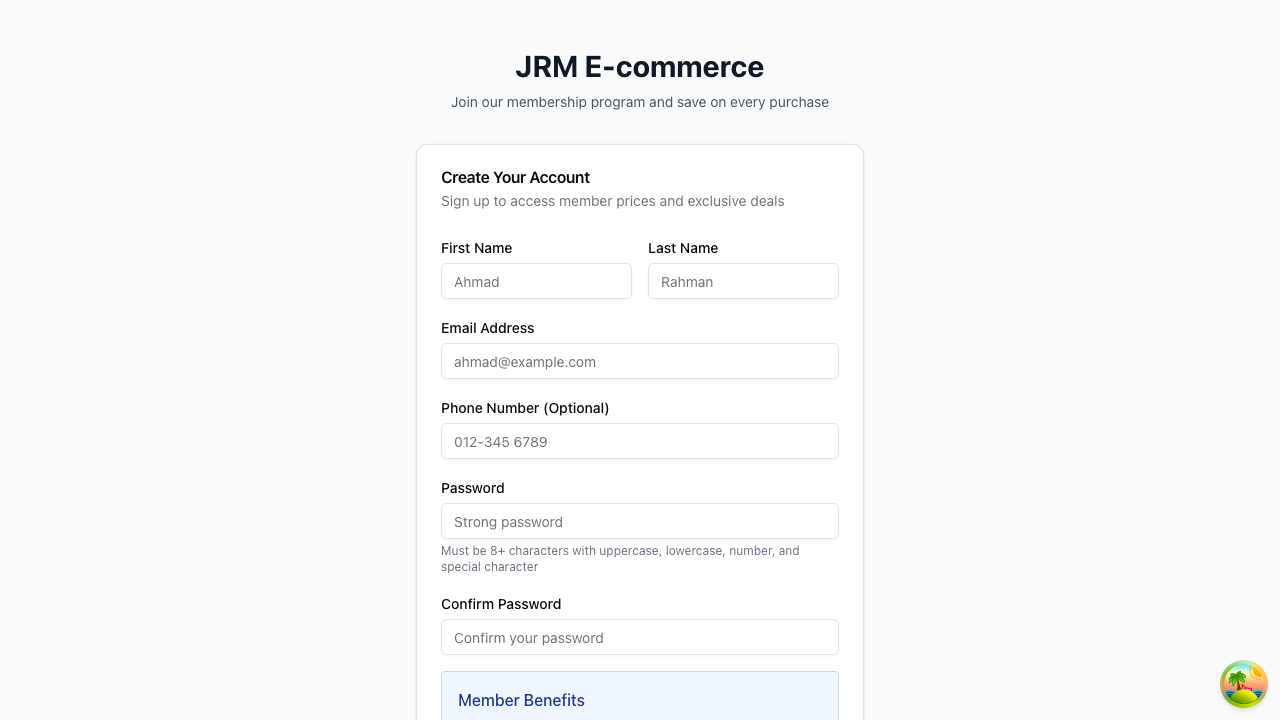 JRM E-commerce
Join our membership program and save on every purchase
Create Your Account
Sign up to access member prices and exclusive deals
First Name
Last Name
Ahmad
Rahman
Email Address
ahmad@example.com
Phone Number (Optional)
012-345 6789
Password
Strong password
Must be 8+ characters with uppercase, lowercase, number, and
special character
Confirm Password
Confirm your password
Member Benefits